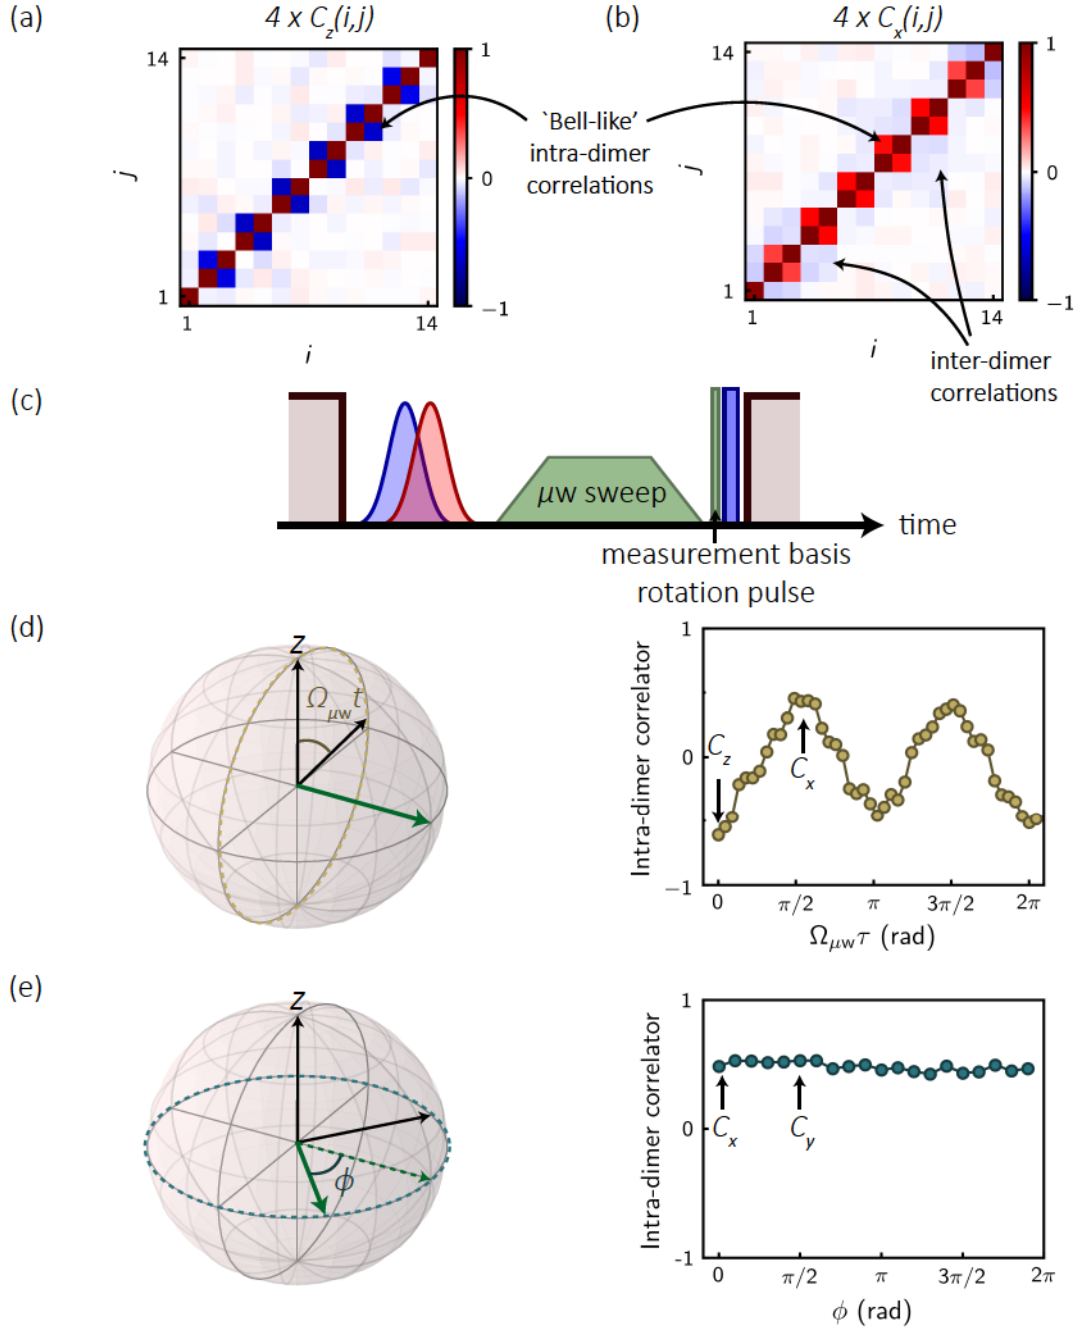 (a)
4 x C_z(i,j)
14
1
1
14
j
i
1
0
−1
'Bell-like'
intra-dimer
correlations
(b)
4 x C_x(i,j)
14
1
1
14
j
i
1
0
−1
inter-dimer
correlations
(c)
μw sweep
time
measurement basis
rotation pulse
(d)
z
Ω_μw t
Intra-dimer correlator
1
0
−1
C_z
C_x
0
π/2
π
3π/2
2π
Ω_μw τ (rad)
(e)
z
ϕ
Intra-dimer correlator
1
0
-1
C_x
C_y
0
π/2
π
3π/2
2π
ϕ (rad)